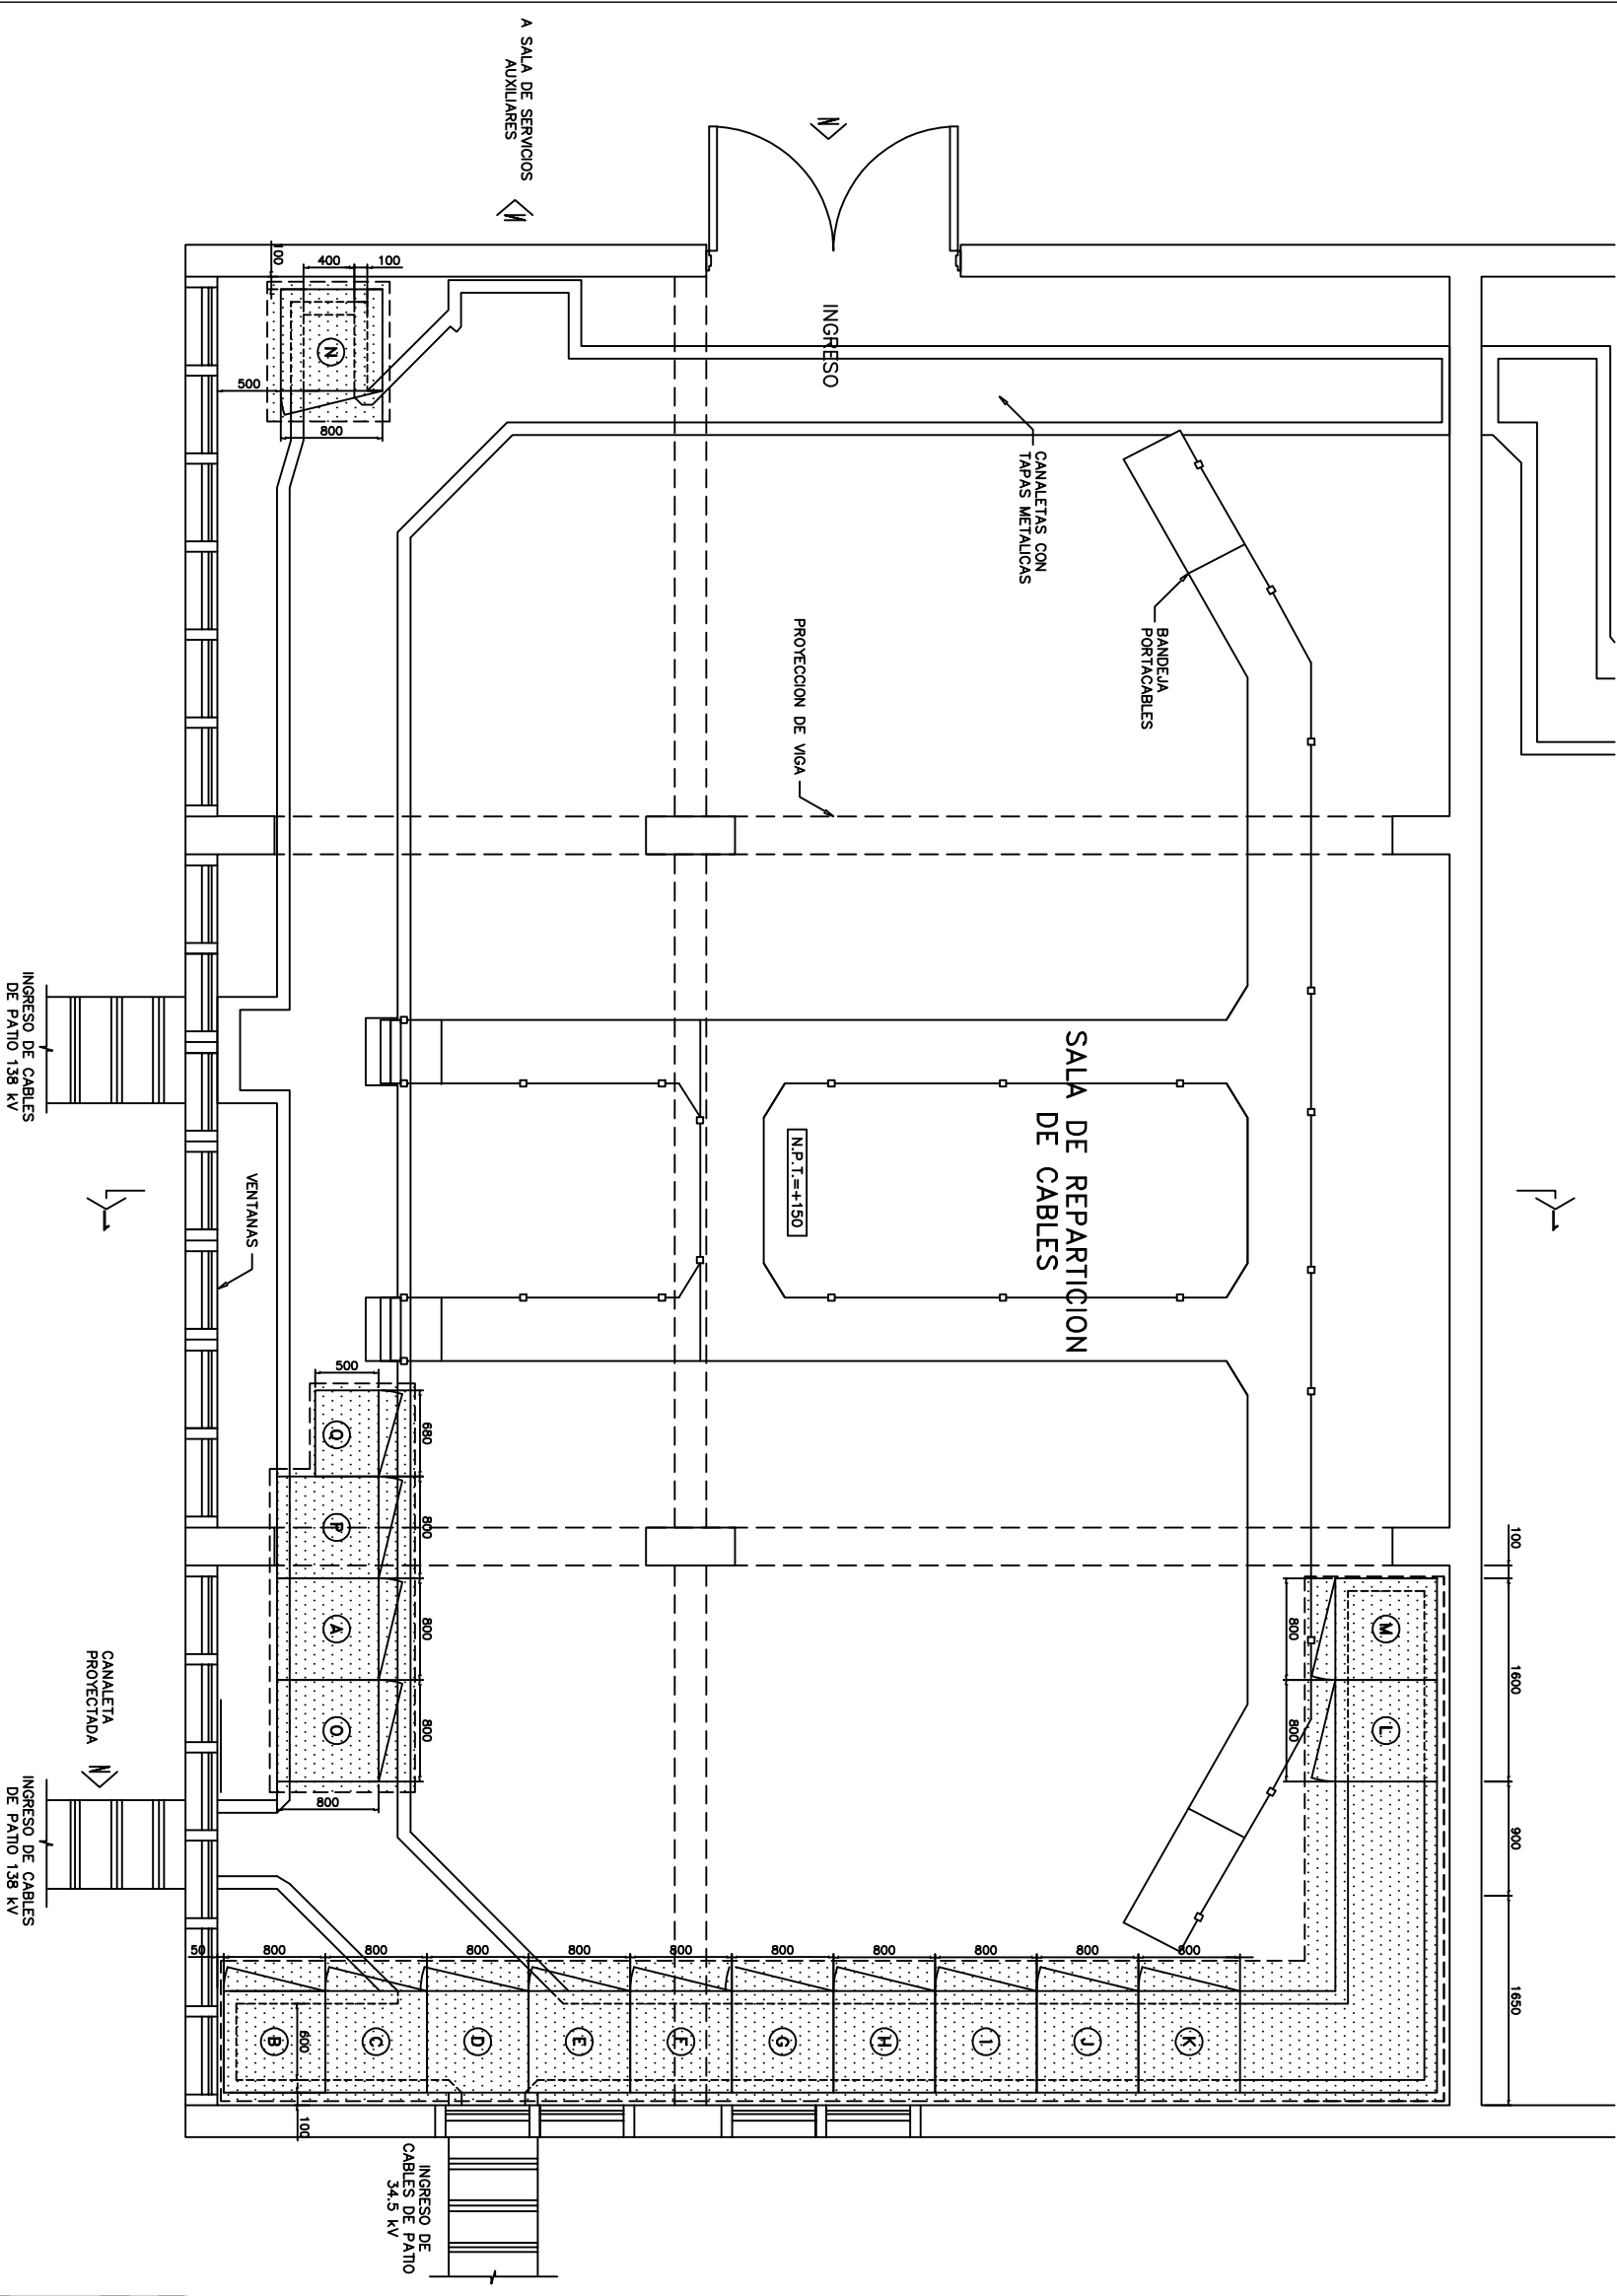 100
1600
900
1650
M
L
800
800
BANDEJA
PORTACABLES
SALA DE REPARTICION
DE CABLES
CANALETAS CON
TAPAS METALICAS
INGRESO
PROYECCION DE VIGA
N.P.T.=+150
K
J
I
H
G
F
E
D
C
B
800
800
800
800
800
800
800
800
800
800
50
600
100
A SALA DE SERVICIOS
AUXILIARES
100
400
100
N
500
800
500
680
800
800
800
Q
P
A
O
800
INGRESO DE
CABLES DE PATIO
34.5 kV
VENTANAS
CANALETA
PROYECTADA
INGRESO DE CABLES
DE PATIO 138 kV
INGRESO DE CABLES
DE PATIO 138 kV